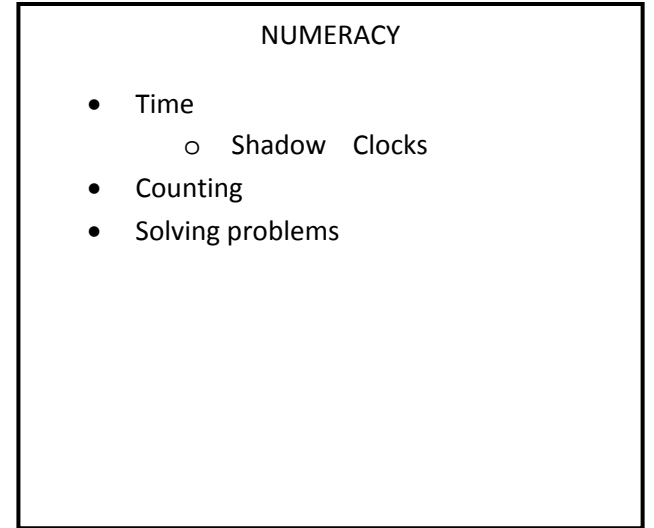 NUMERACY
• Time
o Shadow Clocks
• Counting
• Solving problems